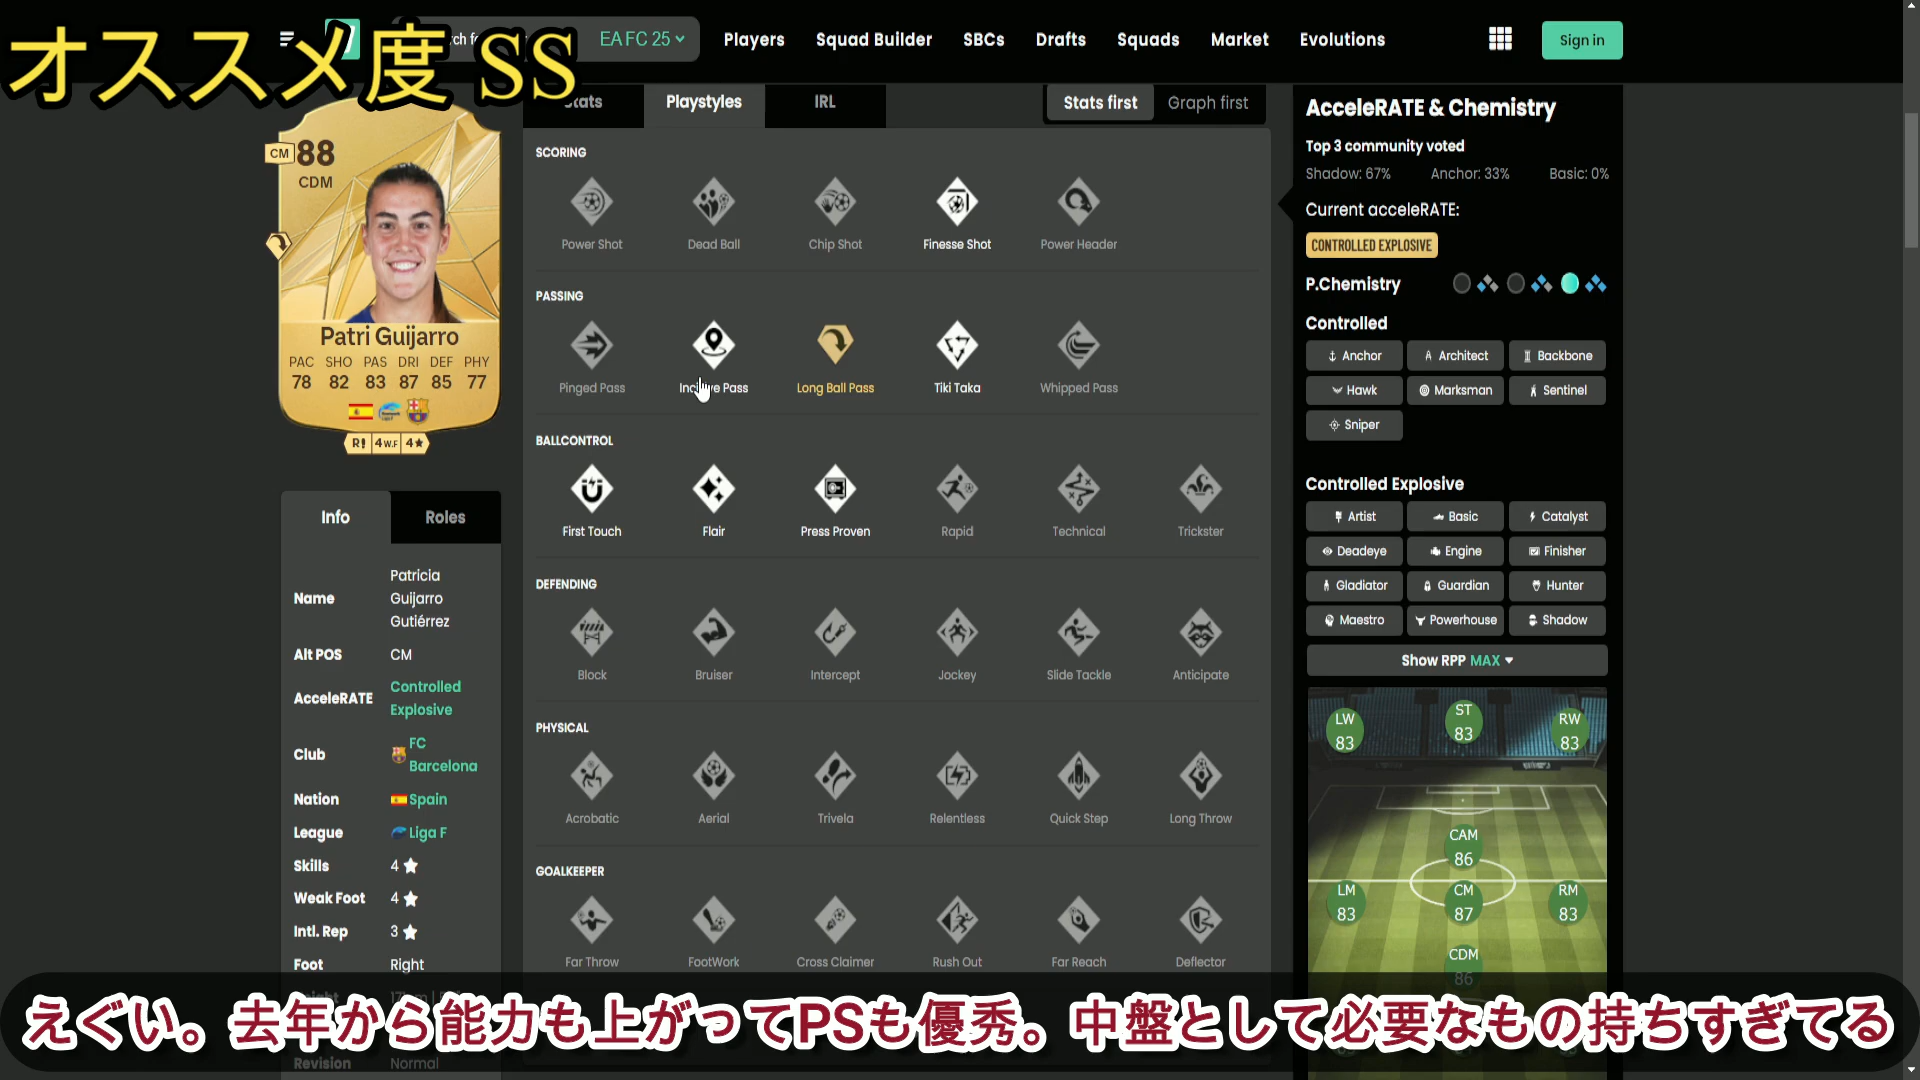 オススメ度 SS
EA FC 25
Players
Squad Builder
SBCs
Drafts
Squads
Market
Evolutions
Sign in
CM
88
CDM
Patri Guijarro
PAC SHO PAS DRI DEF PHY
78 82 83 87 85 77
4 W.F
4★
Info
Roles
Name
Patricia
Guijarro
Gutiérrez
Alt POS
CM
AcceleRATE
Controlled
Explosive
Club
FC
Barcelona
Nation
Spain
League
Liga F
Skills
4 ★
Weak Foot
4 ★
Intl. Rep
3 ★
Foot
Right
Revision
Normal
Playstyles
IRL
Stats first
Graph first
SCORING
Power Shot
Dead Ball
Chip Shot
Finesse Shot
Power Header
PASSING
Pinged Pass
Long Ball Pass
Tiki Taka
Whipped Pass
BALLCONTROL
First Touch
Flair
Press Proven
Rapid
Technical
Trickster
DEFENDING
Block
Bruiser
Intercept
Jockey
Slide Tackle
Anticipate
PHYSICAL
Acrobatic
Aerial
Trivela
Relentless
Quick Step
Long Throw
GOALKEEPER
Far Throw
FootWork
Cross Claimer
Rush Out
Far Reach
Deflector
AcceleRATE & Chemistry
Top 3 community voted
Shadow: 67%
Anchor: 33%
Basic: 0%
Current acceleRATE:
CONTROLLED EXPLOSIVE
P.Chemistry
Controlled
Anchor
Architect
Backbone
Hawk
Marksman
Sentinel
Sniper
Controlled Explosive
Artist
Basic
Catalyst
Deadeye
Engine
Finisher
Gladiator
Guardian
Hunter
Maestro
Powerhouse
Shadow
Show RPP MAX
LW
83
ST
83
RW
83
CAM
86
LM
83
CM
87
RM
83
CDM
86
えぐい。去年から能力も上がってPSも優秀。中盤として必要なもの持ちすぎてる